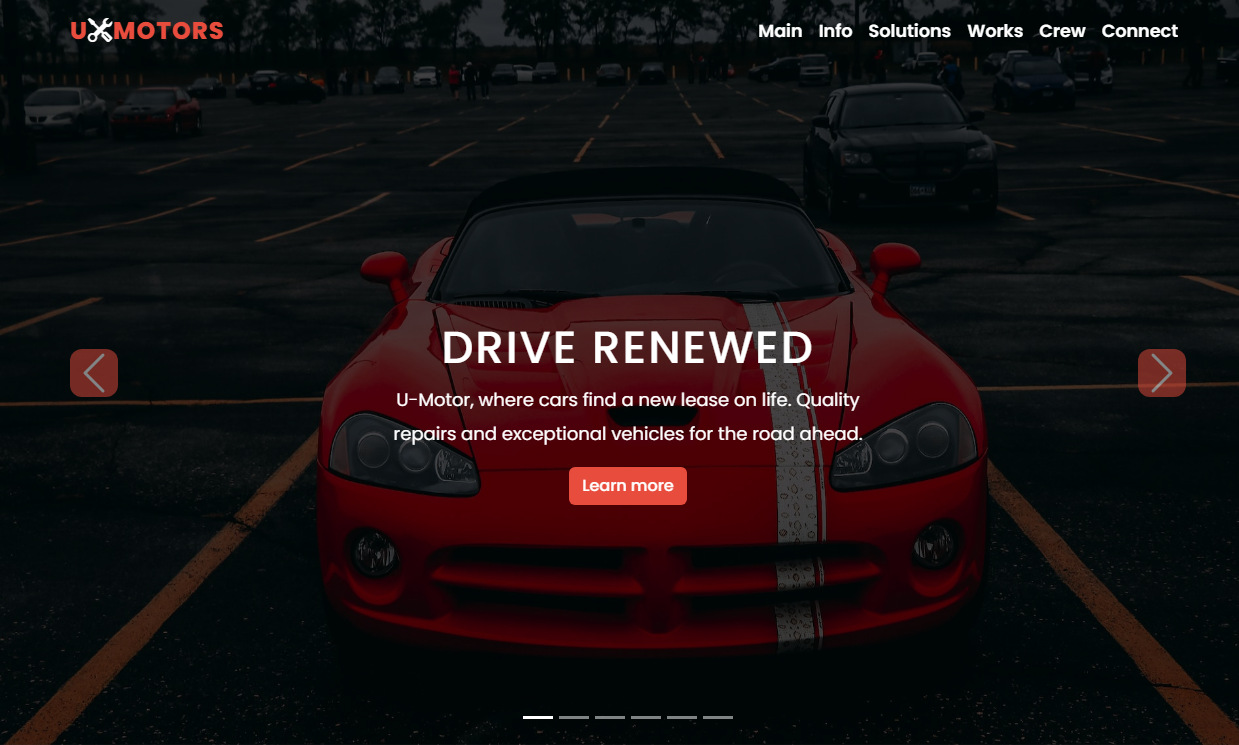 U MOTORS
Main Info Solutions Works Crew Connect
DRIVE RENEWED
U-Motor, where cars find a new lease on life. Quality
repairs and exceptional vehicles for the road ahead.
Learn more